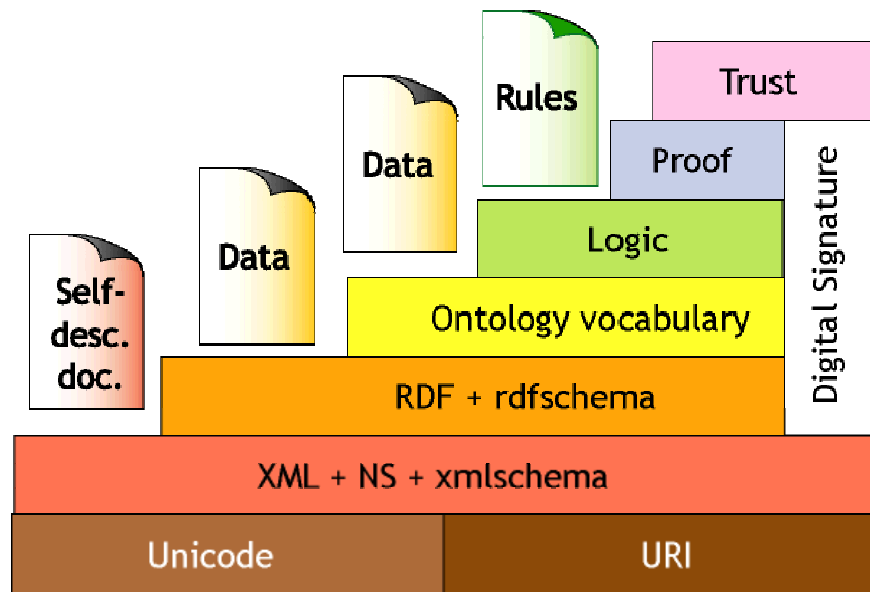 Rules
Trust
Data
Proof
Data
Logic
Self-
desc.
doc.
Ontology vocabulary
Digital Signature
RDF + rdfschema
XML + NS + xmlschema
Unicode
URI